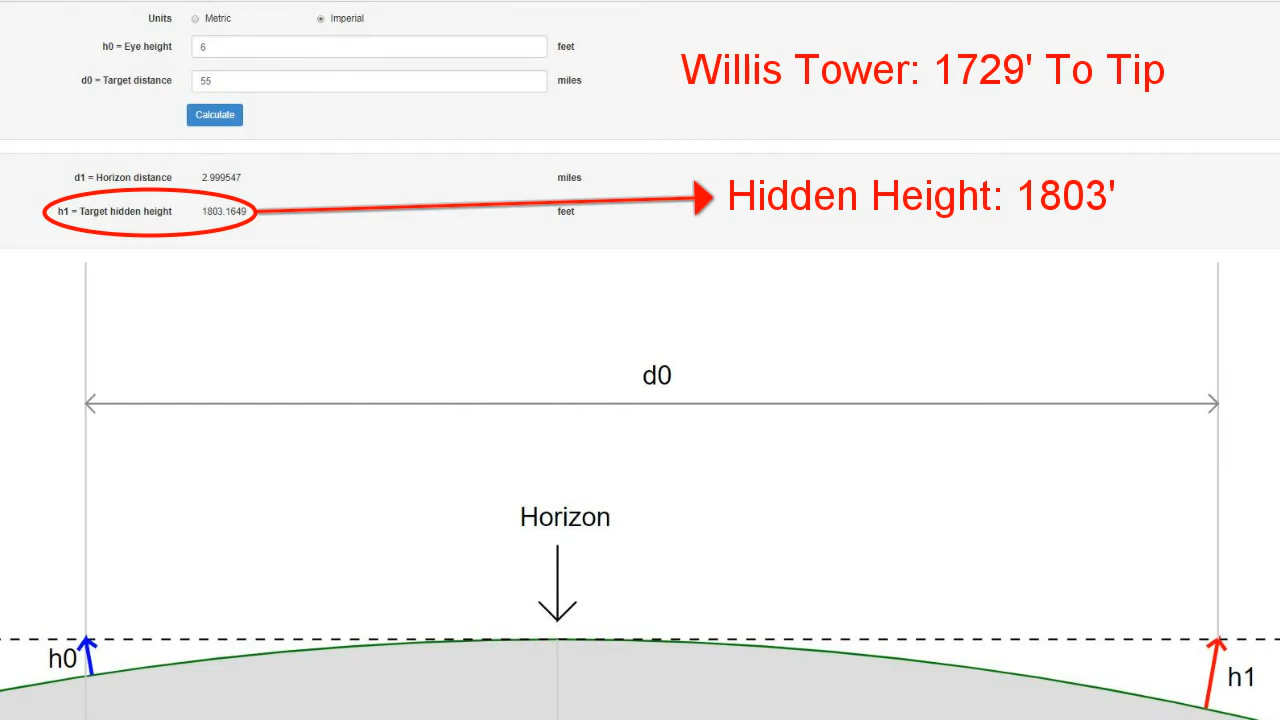 Units Metric Imperial
h0 = Eye height 6 feet
Willis Tower: 1729' To Tip
d0 = Target distance 55 miles
Calculate
d1 = Horizon distance 2.999547 miles
h1 = Target hidden height 1803.1649 feet
Hidden Height: 1803'
d0
Horizon
h0
h1